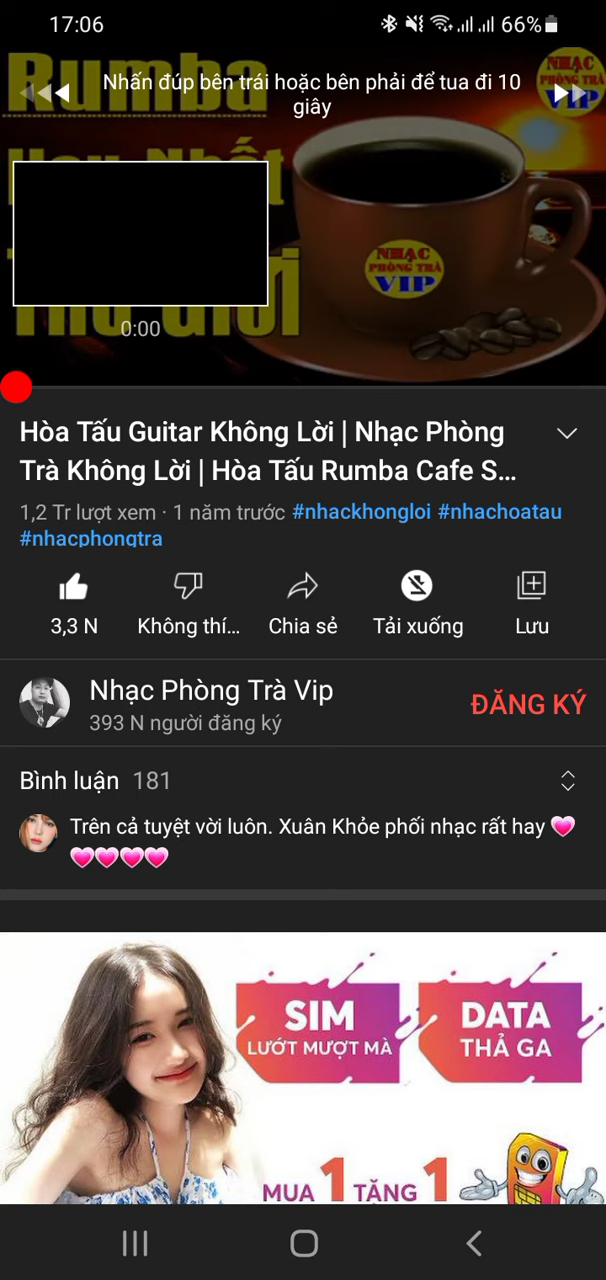 17:06
66%
Rumba
Nhấn đúp bên trái hoặc bên phải để tua đi 10
giây
NHẠC
PHÒNG TRÀ
VIP
Hay Nhất
NHẠC
PHÒNG TRÀ
VIP
Thế Giới
0:00
Hòa Tấu Guitar Không Lời | Nhạc Phòng
Trà Không Lời | Hòa Tấu Rumba Cafe S...
1,2 Tr lượt xem · 1 năm trước #nhackhongloi #nhachoatau
#nhacphongtra
3,3 N
Không thí...
Chia sẻ
Tải xuống
Lưu
Nhạc Phòng Trà Vip
393 N người đăng ký
ĐĂNG KÝ
Bình luận 181
Trên cả tuyệt vời luôn. Xuân Khỏe phối nhạc rất hay 💗
💗💗💗💗
SIM
LƯỚT MƯỢT MÀ
DATA
THẢ GA
MUA 1 TẶNG 1